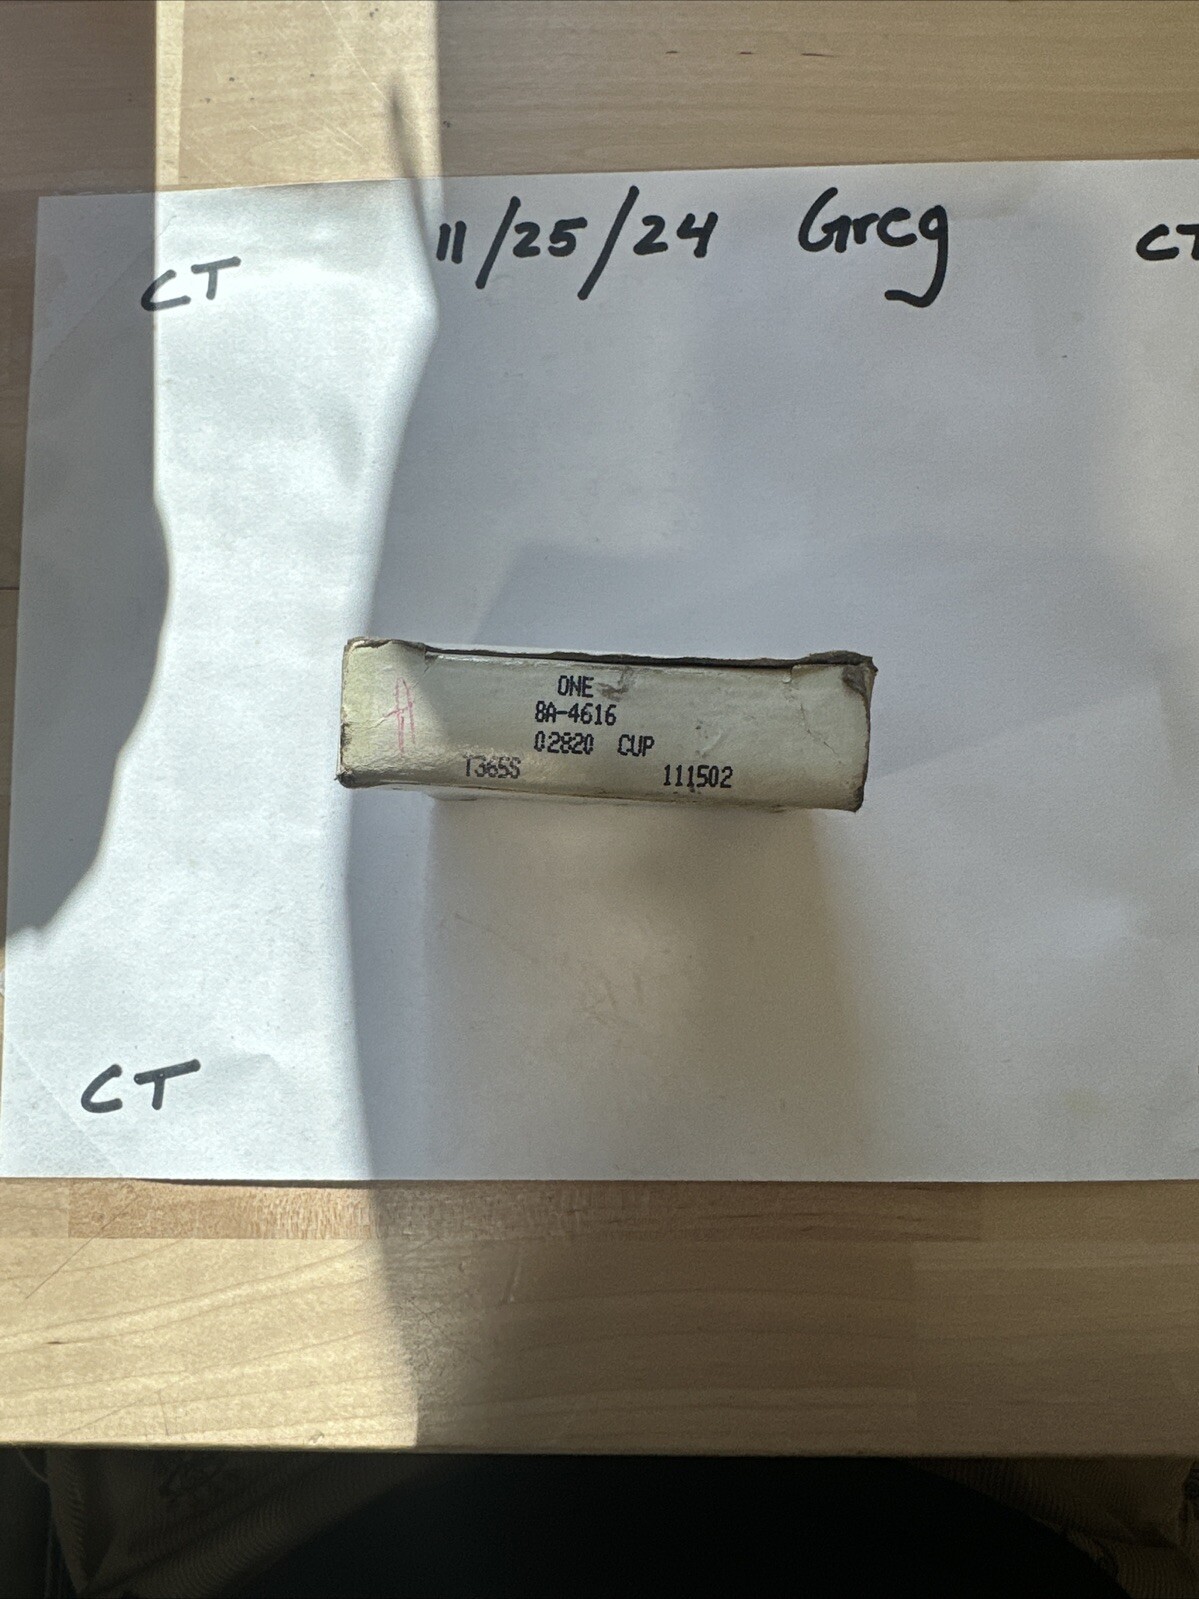 11/25/24 Greg CT
CT
ONE
8A-4616
02820 CUP
T365S 111502
CT